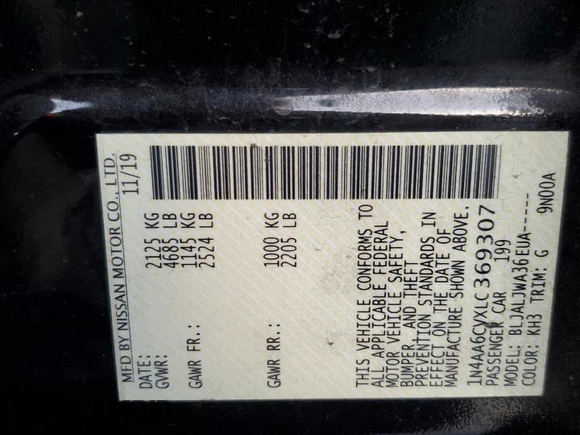 MFD BY NISSAN MOTOR CO., LTD. 11/19
GVWR: 2125 KG
4685 LB
GAWR FR.: 1145 KG
2524 LB
GAWR RR.: 1000 KG
2205 LB
THIS VEHICLE CONFORMS TO
ALL APPLICABLE FEDERAL
MOTOR VEHICLE SAFETY,
BUMPER, AND THEFT
PREVENTION STANDARDS IN
EFFECT ON THE DATE OF
MANUFACTURE SHOWN ABOVE.
1N4AA6CVXLC369307
PASSENGER CAR 199
MODEL: BLJALJWA36EUA-----
COLOR: KH3 TRIM: G 9N00A